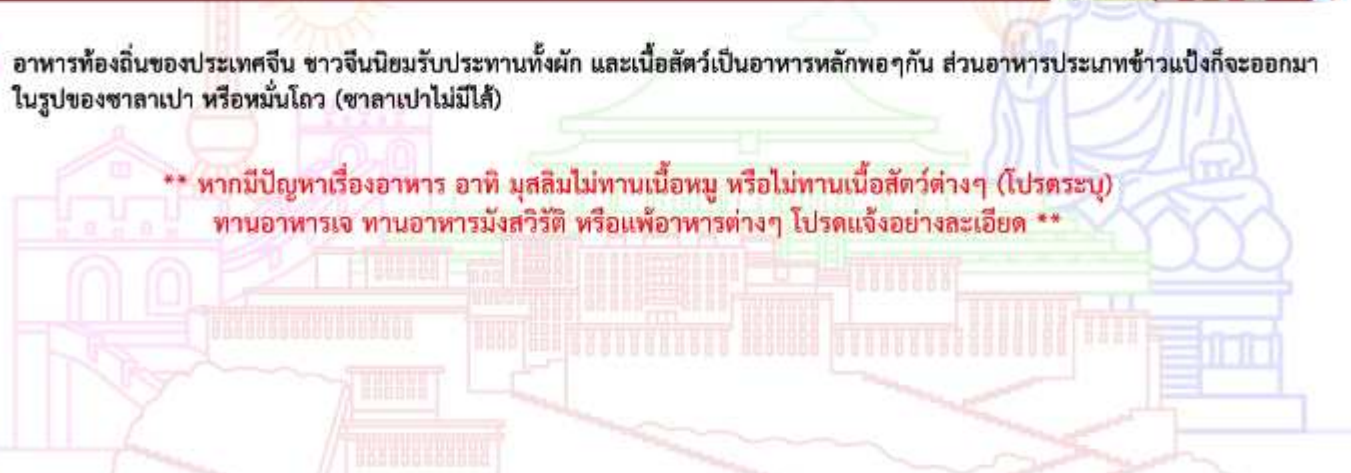 อาหารท้องถิ่นของประเทศจีน ชาวจีนนิยมรับประทานทั้งผัก และเนื้อสัตว์เป็นอาหารหลักพอๆกัน ส่วนอาหารประเภทข้าวแป้งก็จะออกมา
ในรูปของซาลาเปา หรือหมั่นโถว (ซาลาเปาไม่มีไส้)
** หากมีปัญหาเรื่องอาหาร อาทิ มุสลิมไม่ทานเนื้อหมู หรือไม่ทานเนื้อสัตว์ต่างๆ (โปรดระบุ)
ทานอาหารเจ ทานอาหารมังสวิรัติ หรือแพ้อาหารต่างๆ โปรดแจ้งอย่างละเอียด **